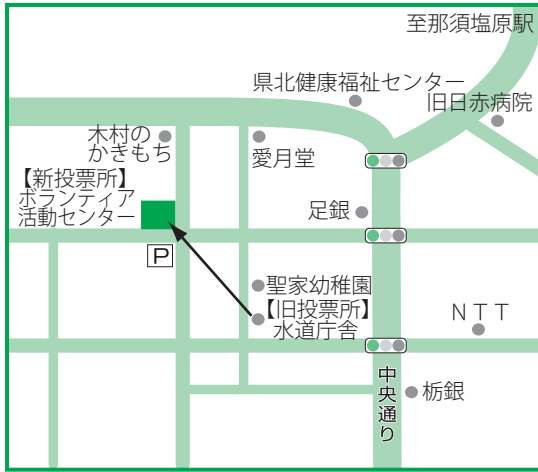 至那須塩原駅
県北健康福祉センター
旧日赤病院
木村の
かきもち
愛月堂
【新投票所】
ボランティア
活動センター
足銀
P
聖家幼稚園
【旧投票所】
水道庁舎
NTT
中央通り
栃銀